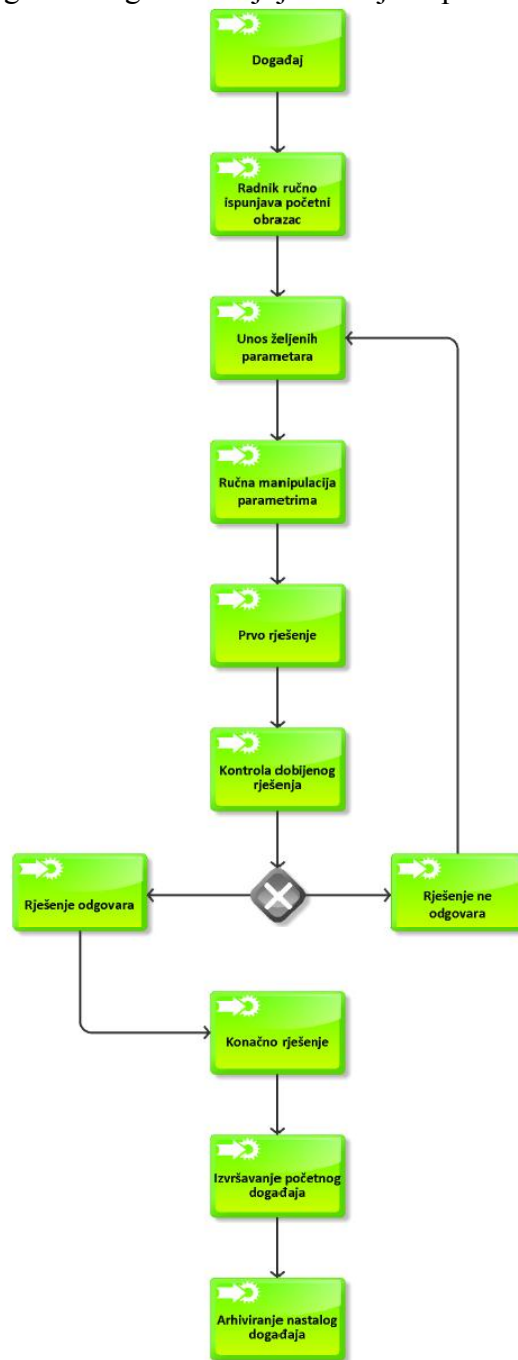 Događaj
Radnik ručno
ispunjava početni
obrazac
Unos željenih
parametara
Ručna manipulacija
parametrima
Prvo rješenje
Kontrola dobijenog
rješenja
Rješenje odgovara
Rješenje ne
odgovara
Konačno rješenje
Izvršavanje početnog
događaja
Arhiviranje nastalog
događaja